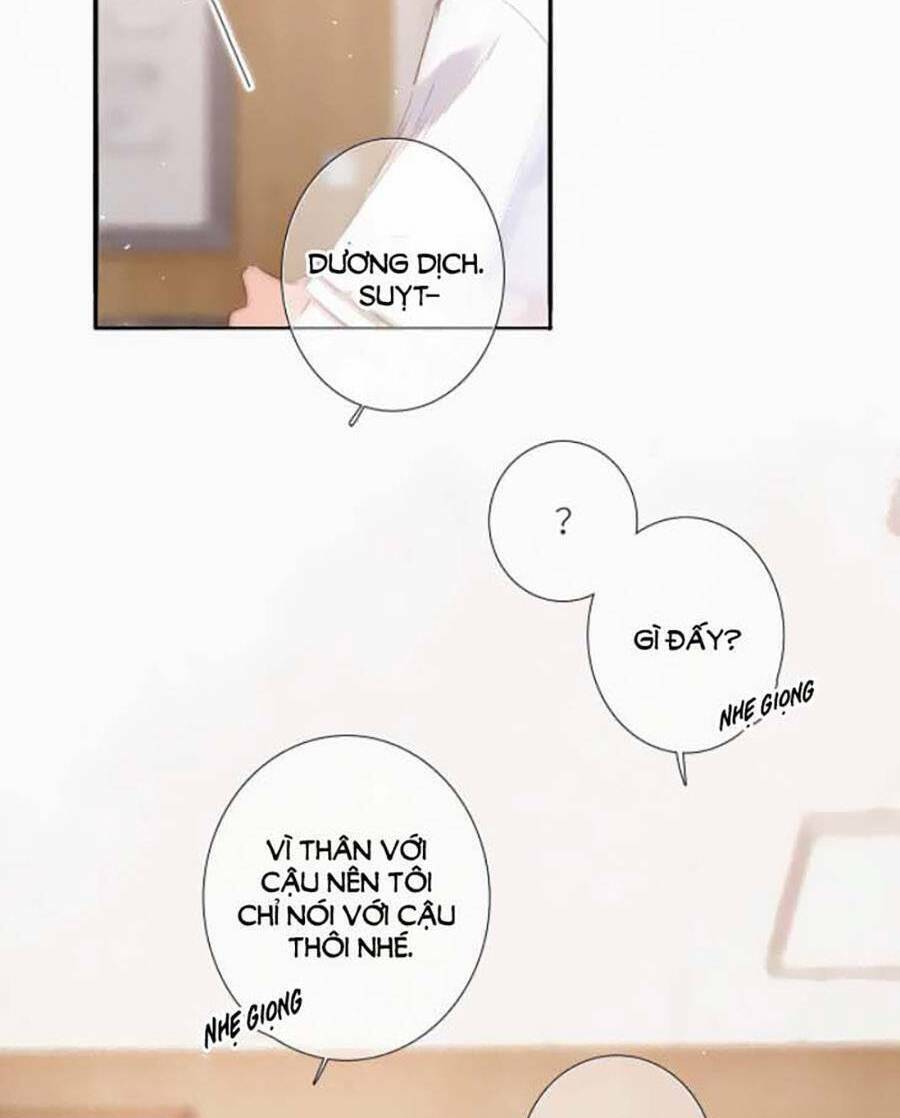 DƯƠNG DỊCH.
SUỴT–
?
GÌ ĐẤY?
NHẸ GIỌNG
VÌ THÂN VỚI
CẬU NÊN TÔI
CHỈ NÓI VỚI CẬU
THÔI NHÉ.
NHẸ GIỌNG